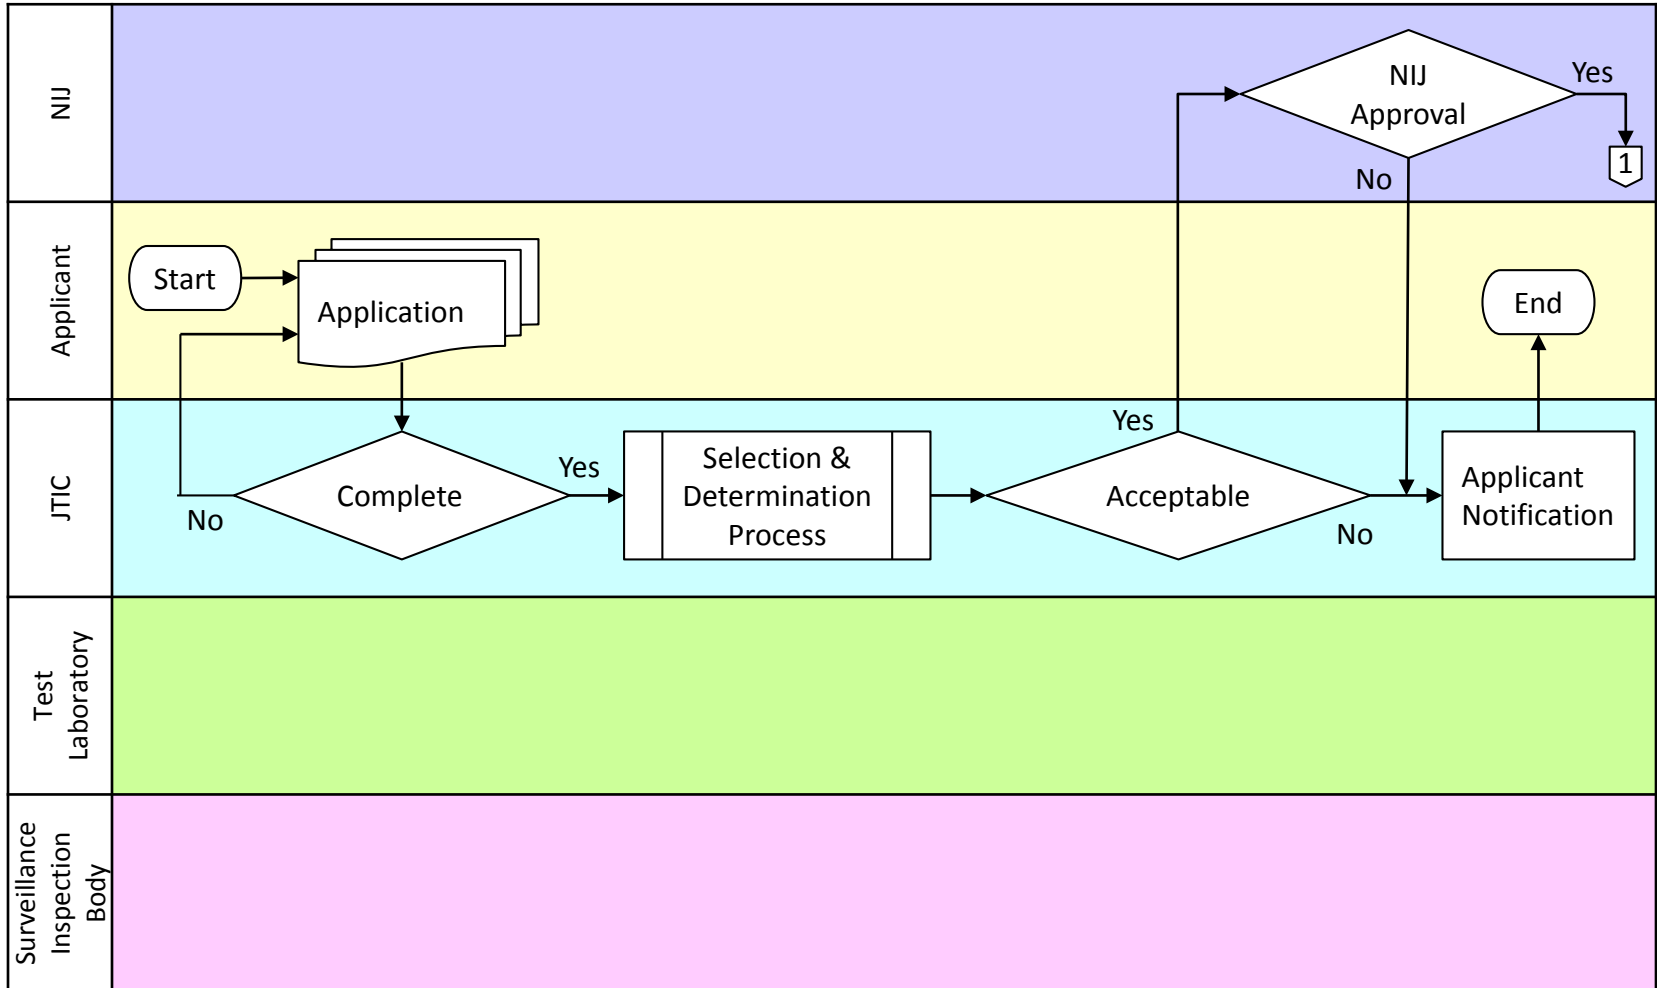 NIJ
NIJ
Approval
Yes
No
1
Applicant
Start
Application
End
JTIC
Complete
No
Yes
Selection &
Determination
Process
Acceptable
Yes
No
Applicant
Notification
Test
Laboratory
Surveillance
Inspection
Body